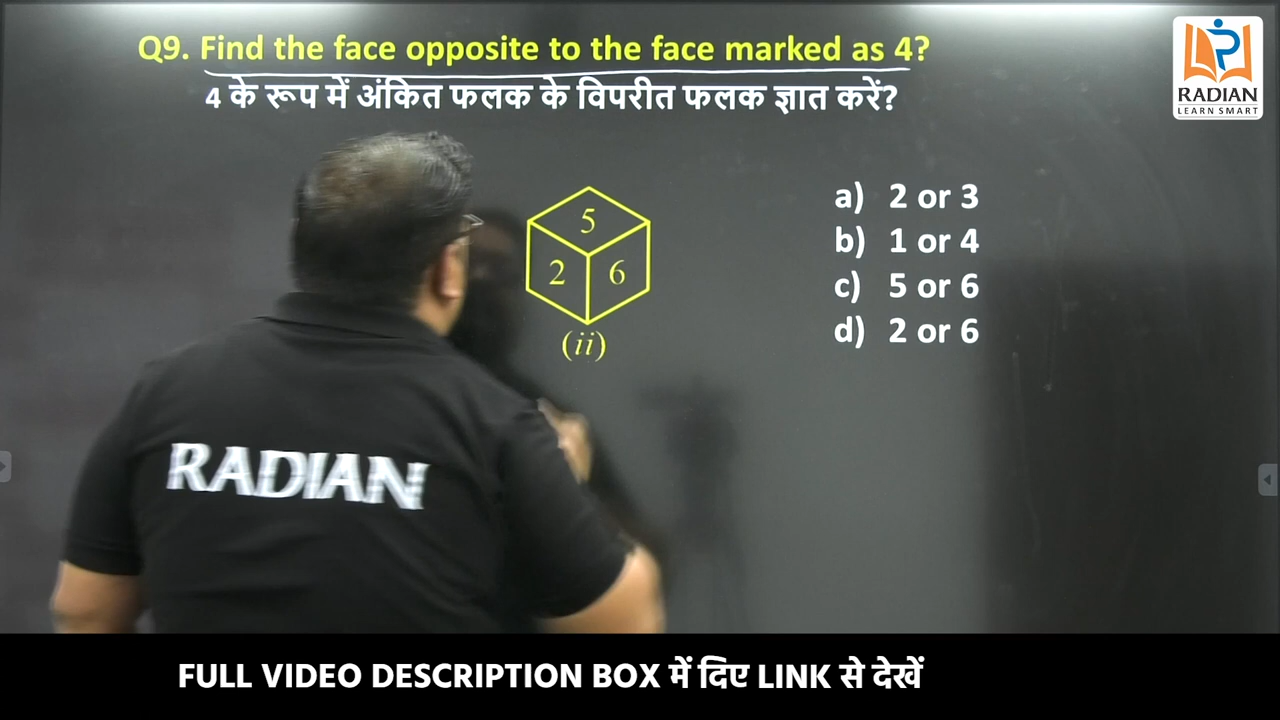 Q9. Find the face opposite to the face marked as 4?
4 के रूप में अंकित फलक के विपरीत फलक ज्ञात करें?
RADIAN
LEARN SMART
5
2 6
(ii)
a) 2 or 3
b) 1 or 4
c) 5 or 6
d) 2 or 6
RADIAN
FULL VIDEO DESCRIPTION BOX में दिए LINK से देखें